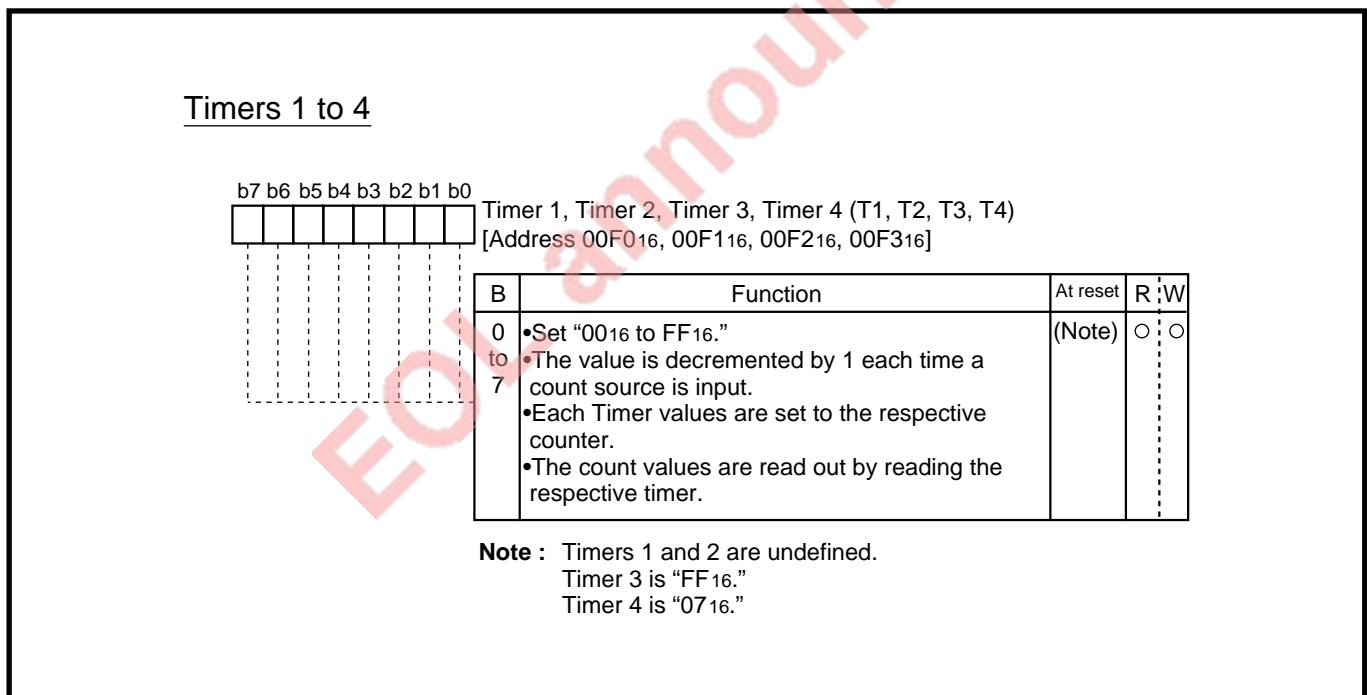 EOL announ
Timers 1 to 4
b7 b6 b5 b4 b3 b2 b1 b0
Timer 1, Timer 2, Timer 3, Timer 4 (T1, T2, T3, T4)
[Address 00F016, 00F116, 00F216, 00F316]
B Function At reset R W
0 to 7 •Set “0016 to FF16.” (Note) ○ ○
•The value is decremented by 1 each time a
count source is input.
•Each Timer values are set to the respective
counter.
•The count values are read out by reading the
respective timer.
Note : Timers 1 and 2 are undefined.
Timer 3 is “FF16.”
Timer 4 is “0716.”